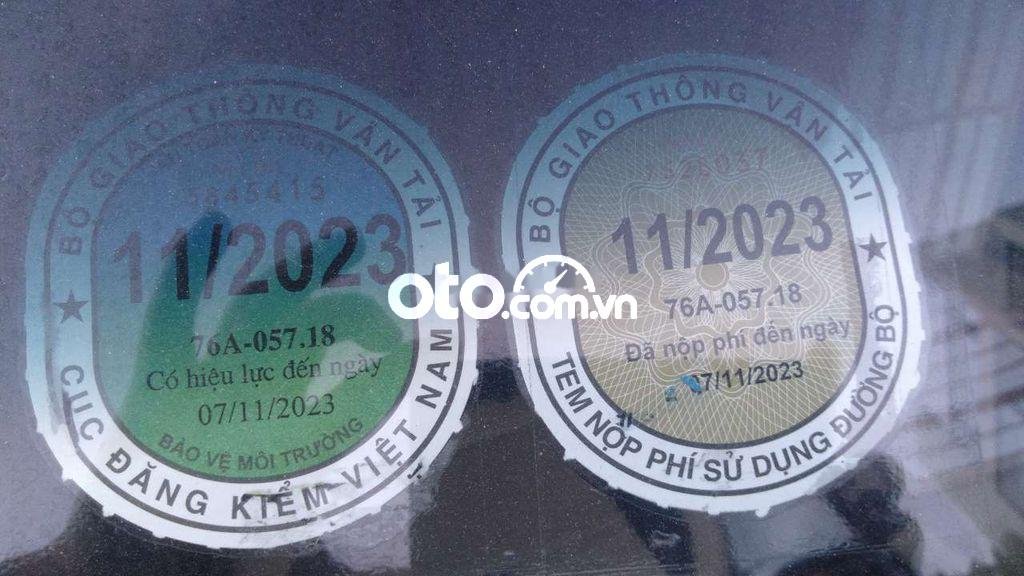 BỘ GIAO THÔNG VẬN TẢI
5645415
11/2023
76A-057.18
Có hiệu lực đến ngày
07/11/2023
BẢO VỆ MÔI TRƯỜNG
CỤC ĐĂNG KIỂM VIỆT NAM
oto.com.vn
BỘ GIAO THÔNG VẬN TẢI
11/2023
76A-057.18
Đã nộp phí đến ngày
07/11/2023
TEM NỘP PHÍ SỬ DỤNG ĐƯỜNG BỘ